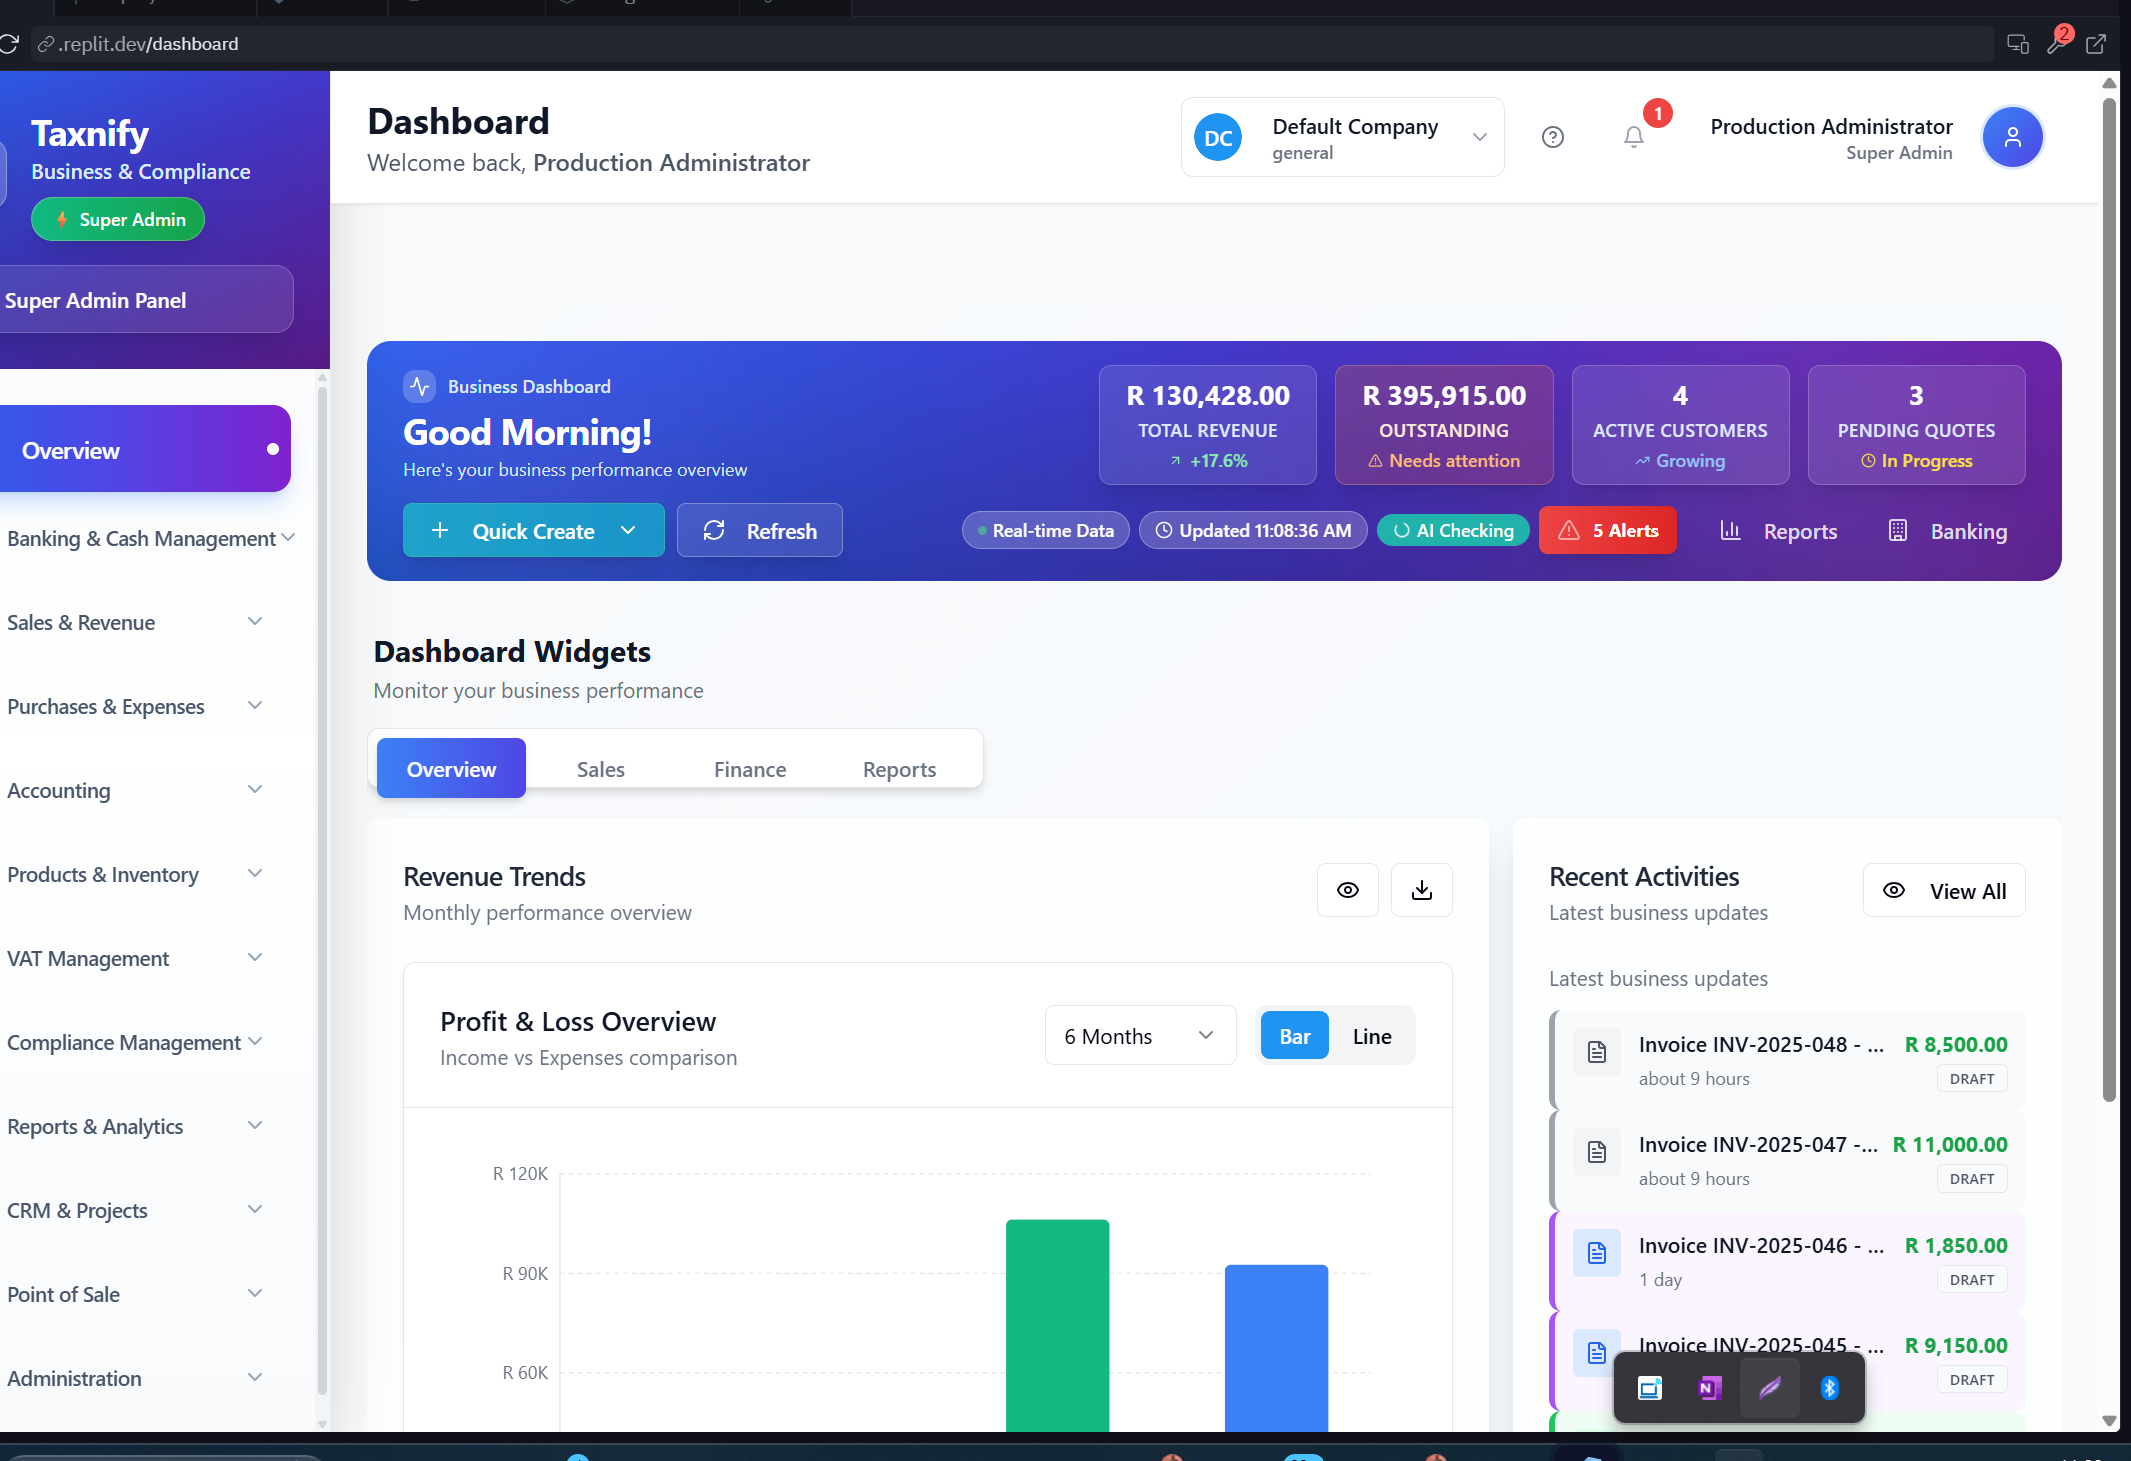 .replit.dev/dashboard
2
Taxnify
Business & Compliance
Super Admin
Super Admin Panel
Overview
Banking & Cash Management
Sales & Revenue
Purchases & Expenses
Accounting
Products & Inventory
VAT Management
Compliance Management
Reports & Analytics
CRM & Projects
Point of Sale
Administration
Dashboard
Welcome back, Production Administrator
DC
Default Company
general
1
Production Administrator
Super Admin
Business Dashboard
Good Morning!
Here's your business performance overview
Quick Create
Refresh
R 130,428.00
TOTAL REVENUE
+17.6%
R 395,915.00
OUTSTANDING
Needs attention
4
ACTIVE CUSTOMERS
Growing
3
PENDING QUOTES
In Progress
Real-time Data
Updated 11:08:36 AM
AI Checking
5 Alerts
Reports
Banking
Dashboard Widgets
Monitor your business performance
Overview
Sales
Finance
Reports
Revenue Trends
Monthly performance overview
Profit & Loss Overview
Income vs Expenses comparison
6 Months
Bar
Line
R 120K
R 90K
R 60K
Recent Activities
Latest business updates
View All
Latest business updates
Invoice INV-2025-048 - ...
R 8,500.00
about 9 hours
DRAFT
Invoice INV-2025-047 -...
R 11,000.00
about 9 hours
DRAFT
Invoice INV-2025-046 - ...
R 1,850.00
1 day
DRAFT
Invoice INV-2025-045 - ...
R 9,150.00
DRAFT
N